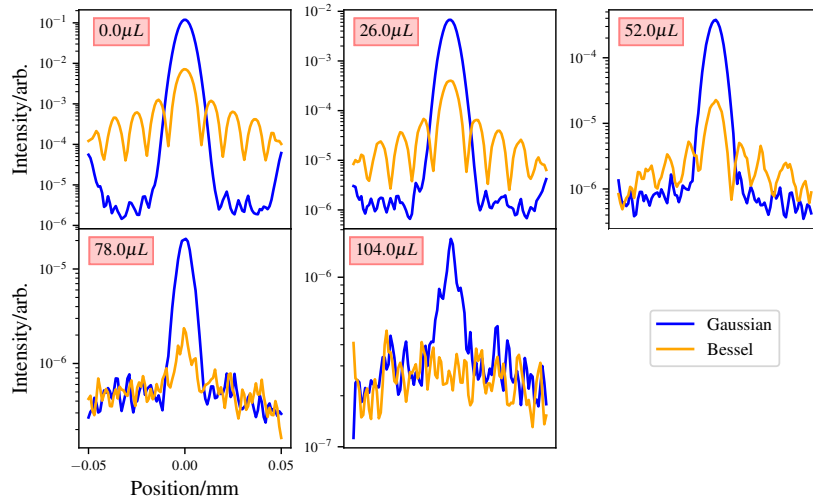 Intensity/arb.
10⁻¹
10⁻²
10⁻³
10⁻⁴
10⁻⁵
10⁻⁶
0.0μL
10⁻²
10⁻³
10⁻⁴
10⁻⁵
10⁻⁶
26.0μL
10⁻⁴
10⁻⁵
10⁻⁶
52.0μL
Intensity/arb.
10⁻⁵
10⁻⁶
78.0μL
−0.05 0.00 0.05
Position/mm
10⁻⁶
10⁻⁷
104.0μL
Gaussian
Bessel